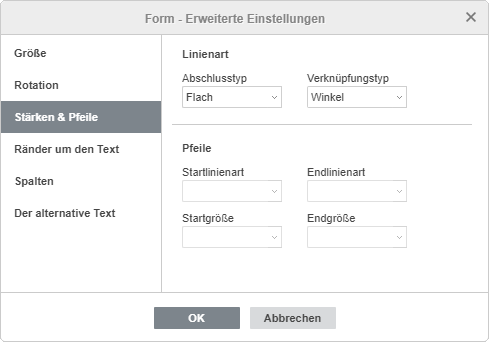 Form - Erweiterte Einstellungen
Größe
Rotation
Stärken & Pfeile
Ränder um den Text
Spalten
Der alternative Text
Linienart
Abschlusstyp Verknüpfungstyp
Flach Winkel
Pfeile
Startlinienart Endlinienart
Startgröße Endgröße
OK Abbrechen